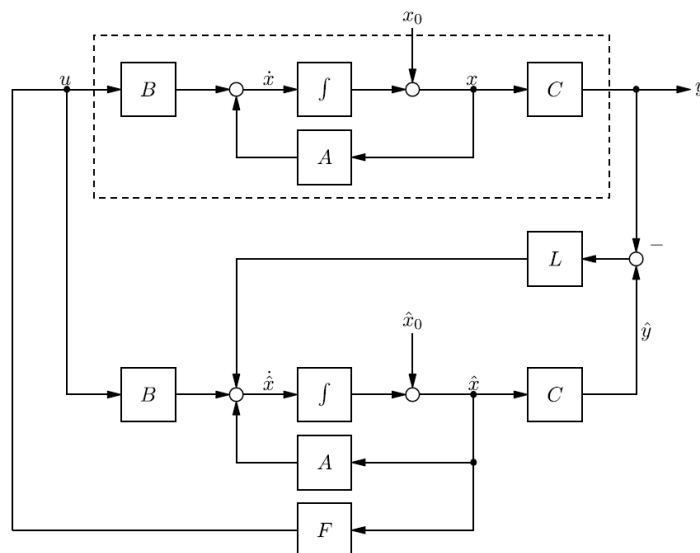 x₀
u B ẋ ∫ x C y
A
−
L
x̂₀
ŷ
B x̂̇ ∫ x̂ C
A
F